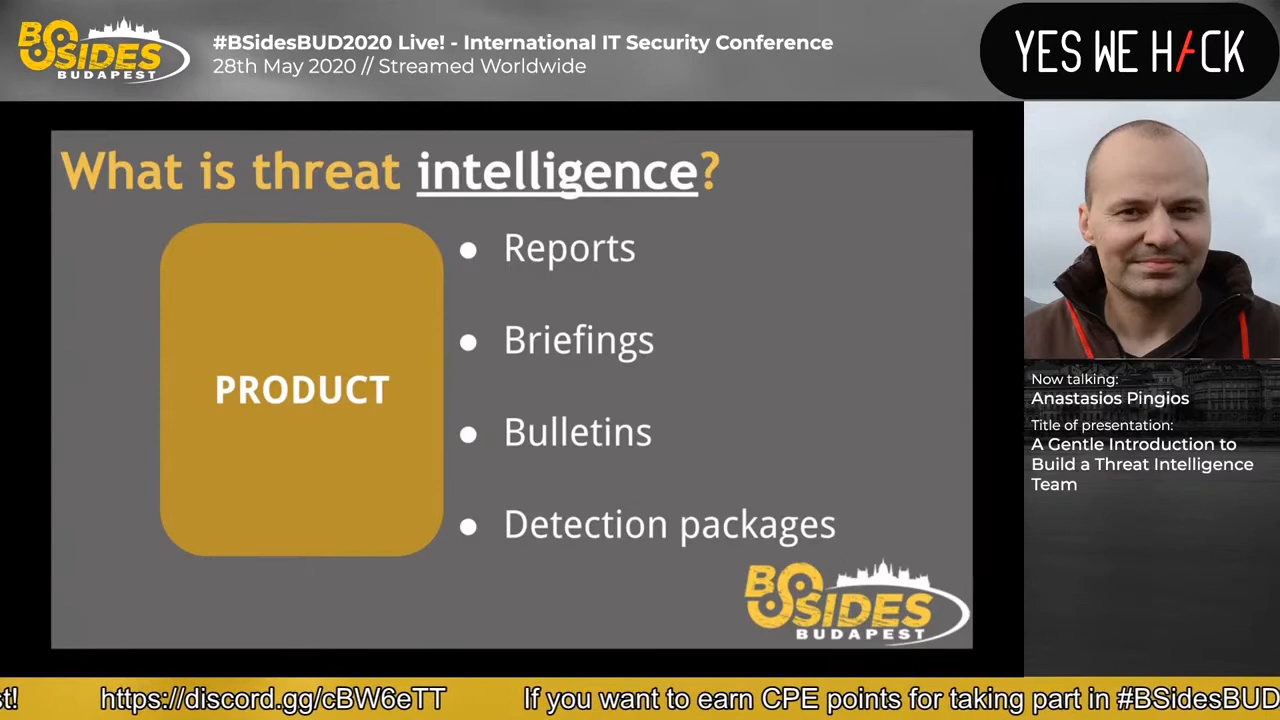 BSIDES
BUDAPEST
#BSidesBUD2020 Live! - International IT Security Conference
28th May 2020 // Streamed Worldwide
YES WE H/CK
What is threat intelligence?
PRODUCT
● Reports
● Briefings
● Bulletins
● Detection packages
BSIDES
BUDAPEST
Now talking:
Anastasios Pingios
Title of presentation:
A Gentle Introduction to
Build a Threat Intelligence
Team
st! https://discord.gg/cBW6eTT If you want to earn CPE points for taking part in #BSidesBUD